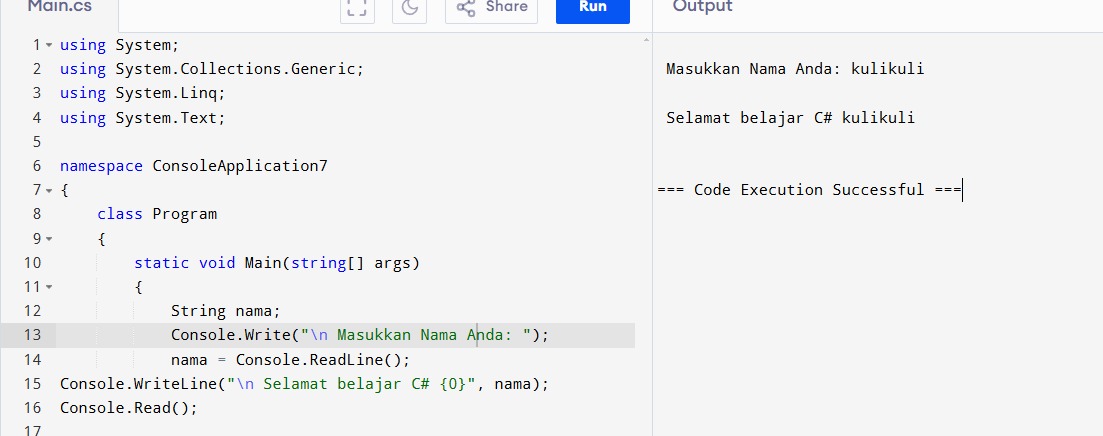 Main.cs
Share
Run
Output
1 using System;
2 using System.Collections.Generic;
3 using System.Linq;
4 using System.Text;
5
6 namespace ConsoleApplication7
7 {
8     class Program
9     {
10         static void Main(string[] args)
11         {
12             String nama;
13             Console.Write("\n Masukkan Nama Anda: ");
14             nama = Console.ReadLine();
15 Console.WriteLine("\n Selamat belajar C# {0}", nama);
16 Console.Read();
17
Masukkan Nama Anda: kulikuli
Selamat belajar C# kulikuli
=== Code Execution Successful ===